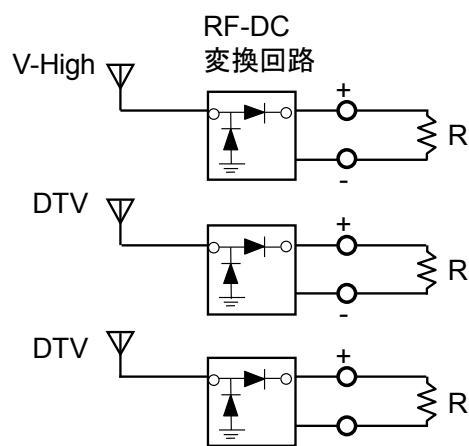 RF-DC
変換回路
V-High
+
R
-
DTV
+
R
-
DTV
+
R